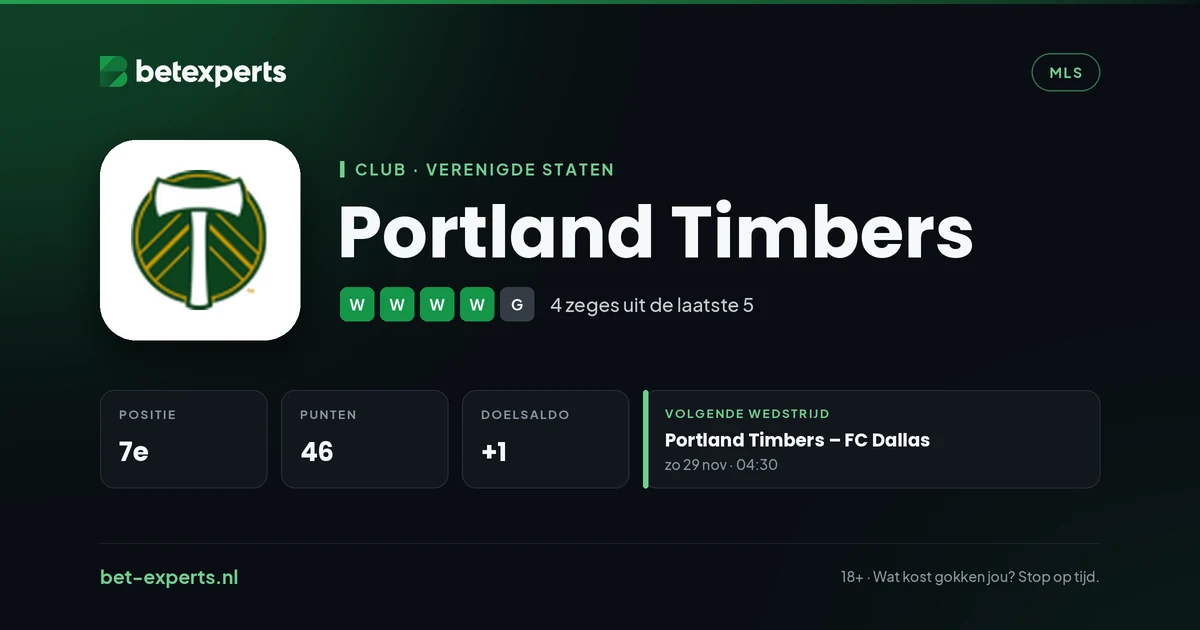 betexperts
MLS
CLUB · VERENIGDE STATEN
Portland Timbers
W W W W G 4 zeges uit de laatste 5
POSITIE
7e
PUNTEN
46
DOELSALDO
+1
VOLGENDE WEDSTRIJD
Portland Timbers – FC Dallas
zo 29 nov · 04:30
bet-experts.nl
18+ · Wat kost gokken jou? Stop op tijd.